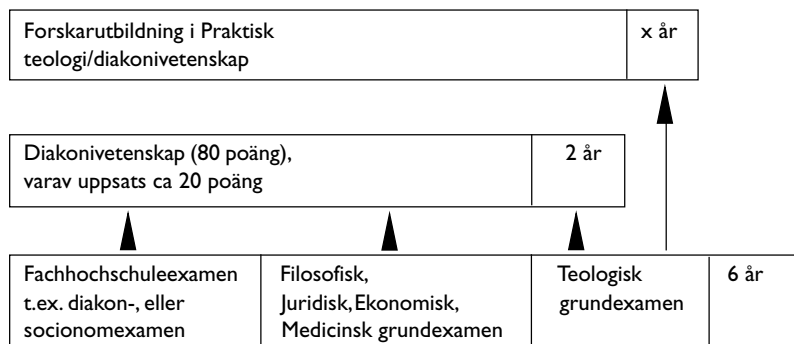 Forskarutbildning i Praktisk
teologi/diakonivetenskap
x år
Diakonivetenskap (80 poäng),
varav uppsats ca 20 poäng
2 år
Fachhochschuleexamen
t.ex. diakon-, eller
socionomexamen
Filosofisk,
Juridisk, Ekonomisk,
Medicinsk grundexamen
Teologisk
grundexamen
6 år